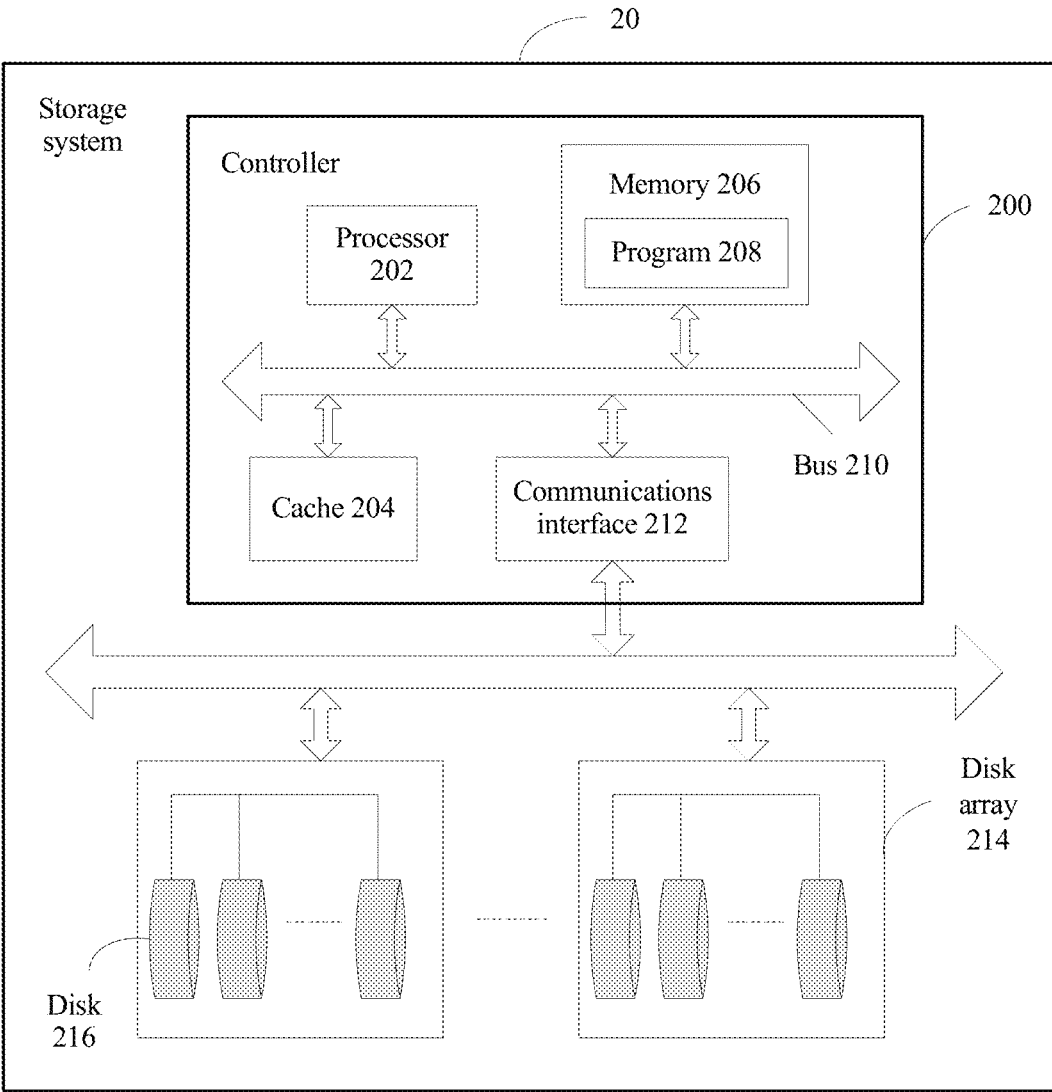 20
Storage
system
Controller
Memory 206
200
Program 208
Processor
202
Bus 210
Cache 204
Communications
interface 212
Disk
array
214
Disk
216